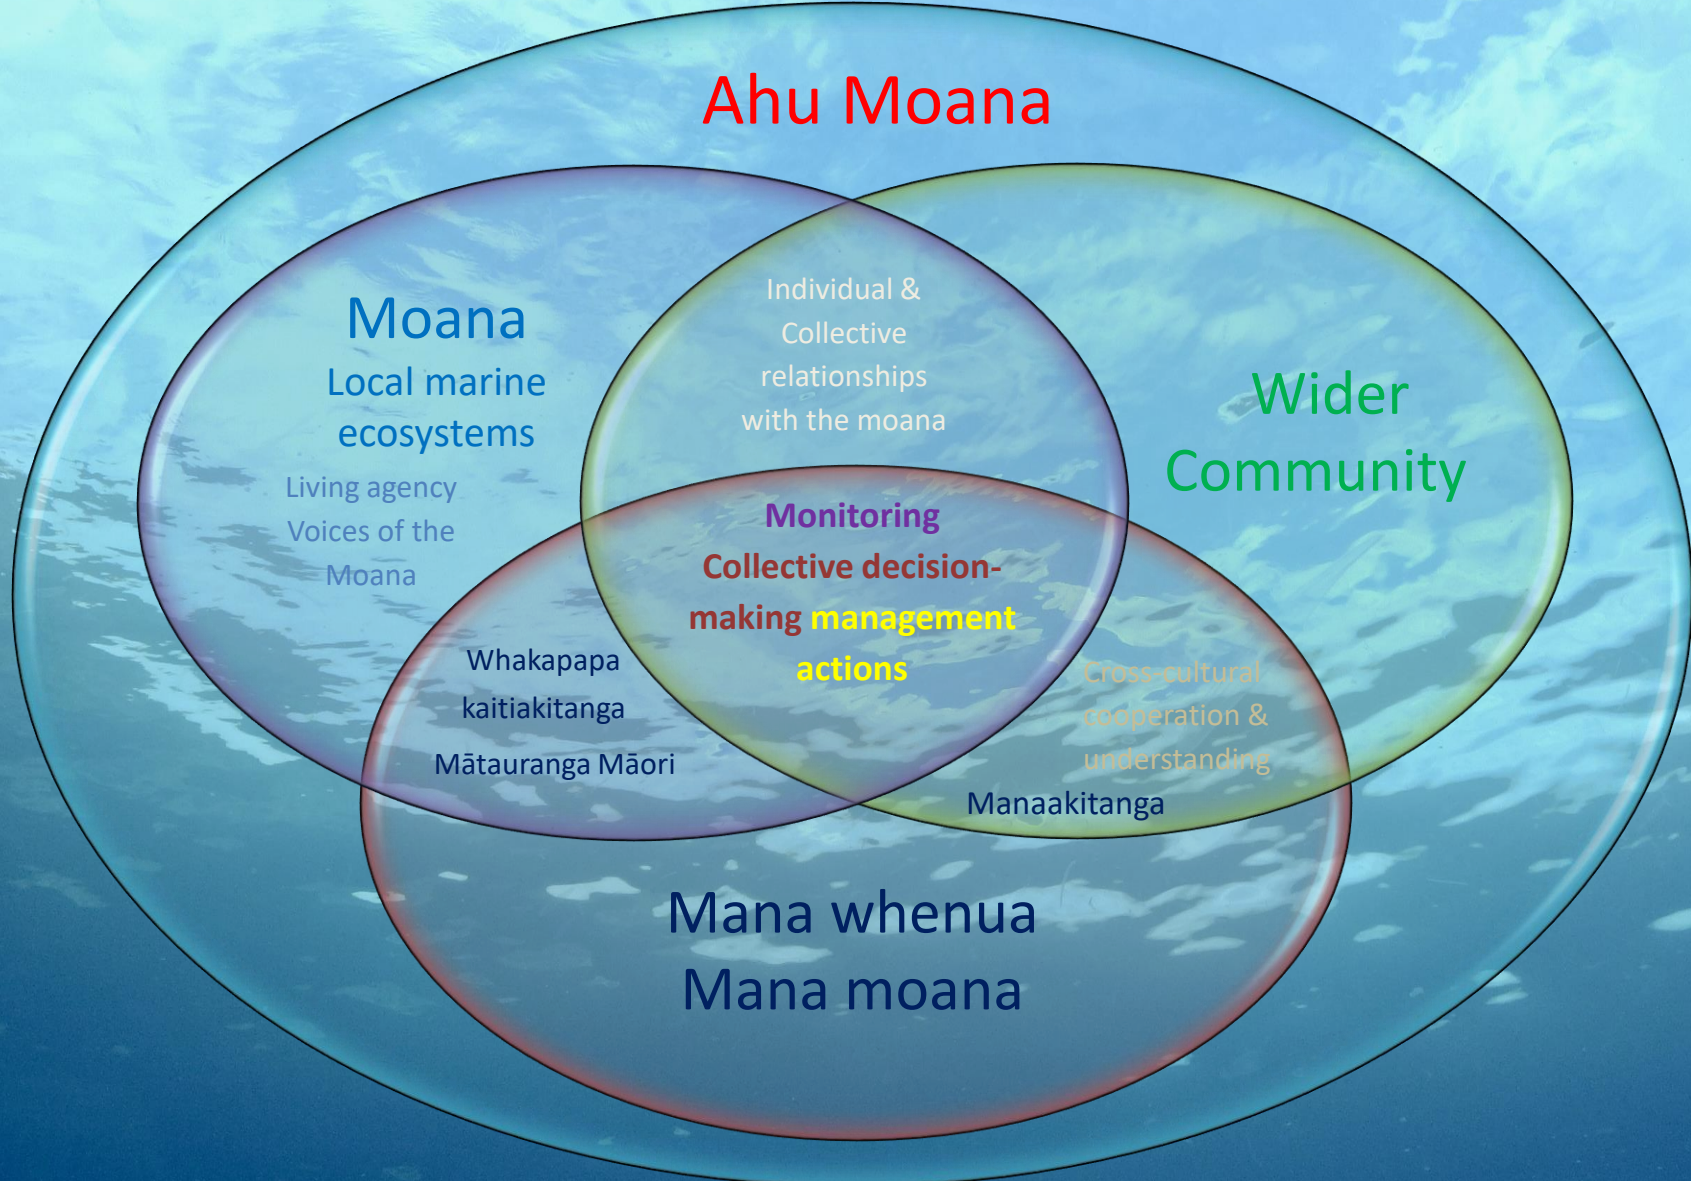 Ahu Moana
Moana
Local marine
ecosystems
Living agency
Voices of the
Moana
Individual &
Collective
relationships
with the moana
Wider
Community
Monitoring
Collective decision-
making management
actions
Whakapapa
kaitiakitanga
Mātauranga Māori
Cross-cultural
cooperation &
understanding
Manaakitanga
Mana whenua
Mana moana